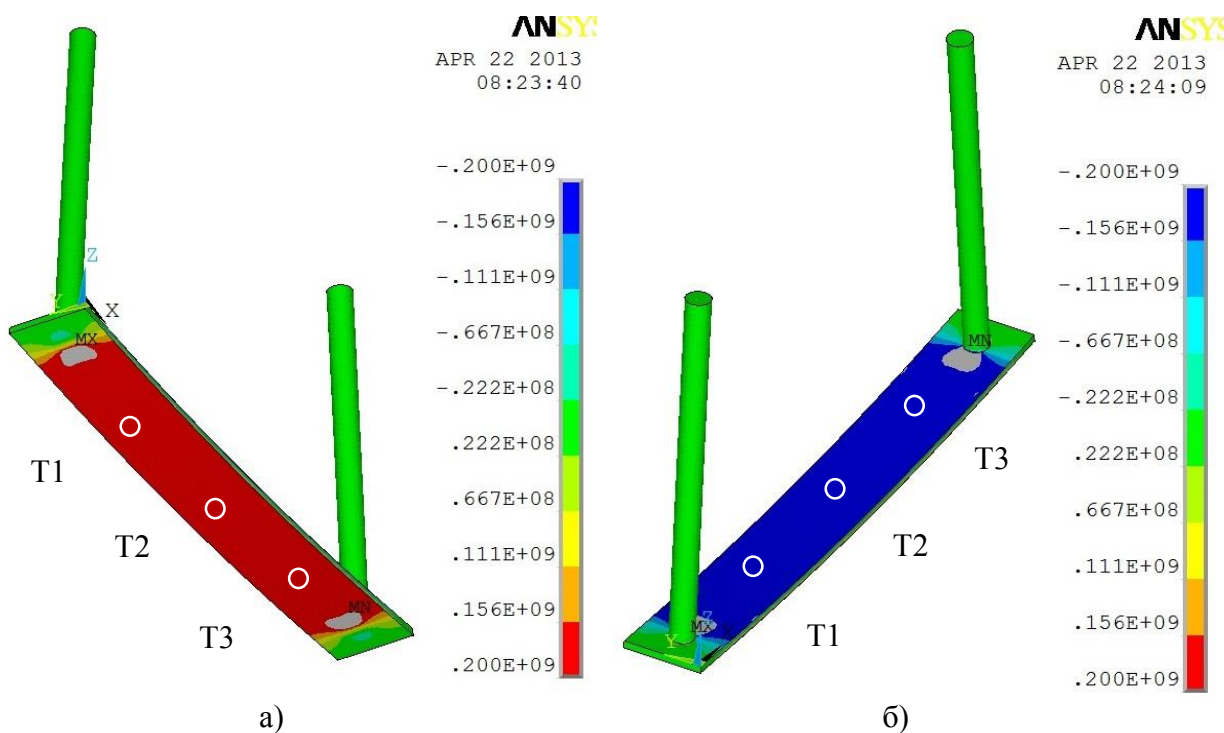 ANSYS
APR 22 2013
08:23:40
-.200E+09
-.156E+09
-.111E+09
-.667E+08
-.222E+08
.222E+08
.667E+08
.111E+09
.156E+09
.200E+09
Z
Y
X
MX
MN
T1
T2
T3
а)
ANSYS
APR 22 2013
08:24:09
-.200E+09
-.156E+09
-.111E+09
-.667E+08
-.222E+08
.222E+08
.667E+08
.111E+09
.156E+09
.200E+09
MN
T3
T2
T1
MX
Z
Y
б)